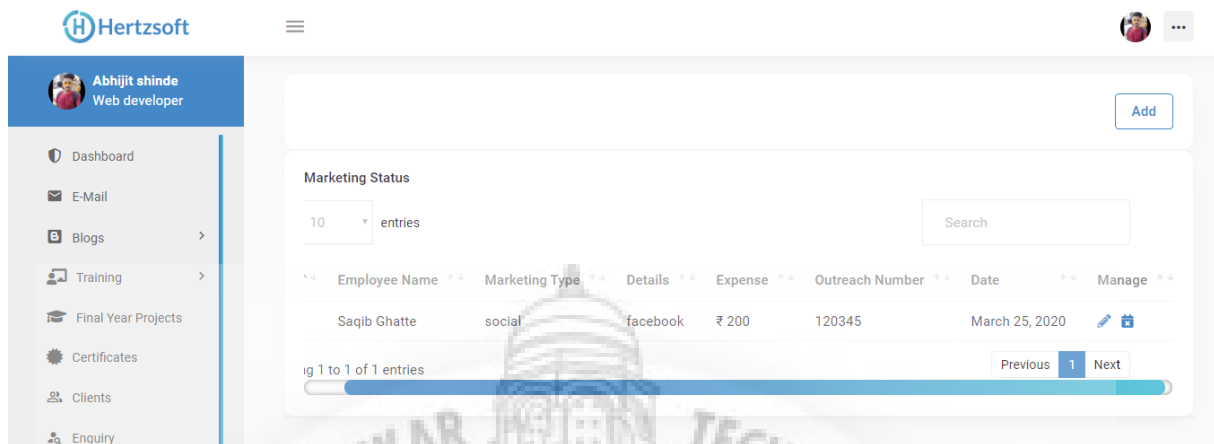 Hertzsoft
Abhijit shinde
Web developer
Add
Dashboard
E-Mail
Blogs
Training
Final Year Projects
Certificates
Clients
Enquiry
Marketing Status
10 entries
Search
Employee Name Marketing Type Details Expense Outreach Number Date Manage
Saqib Ghatte social facebook ₹ 200 120345 March 25, 2020
g 1 to 1 of 1 entries
Previous 1 Next